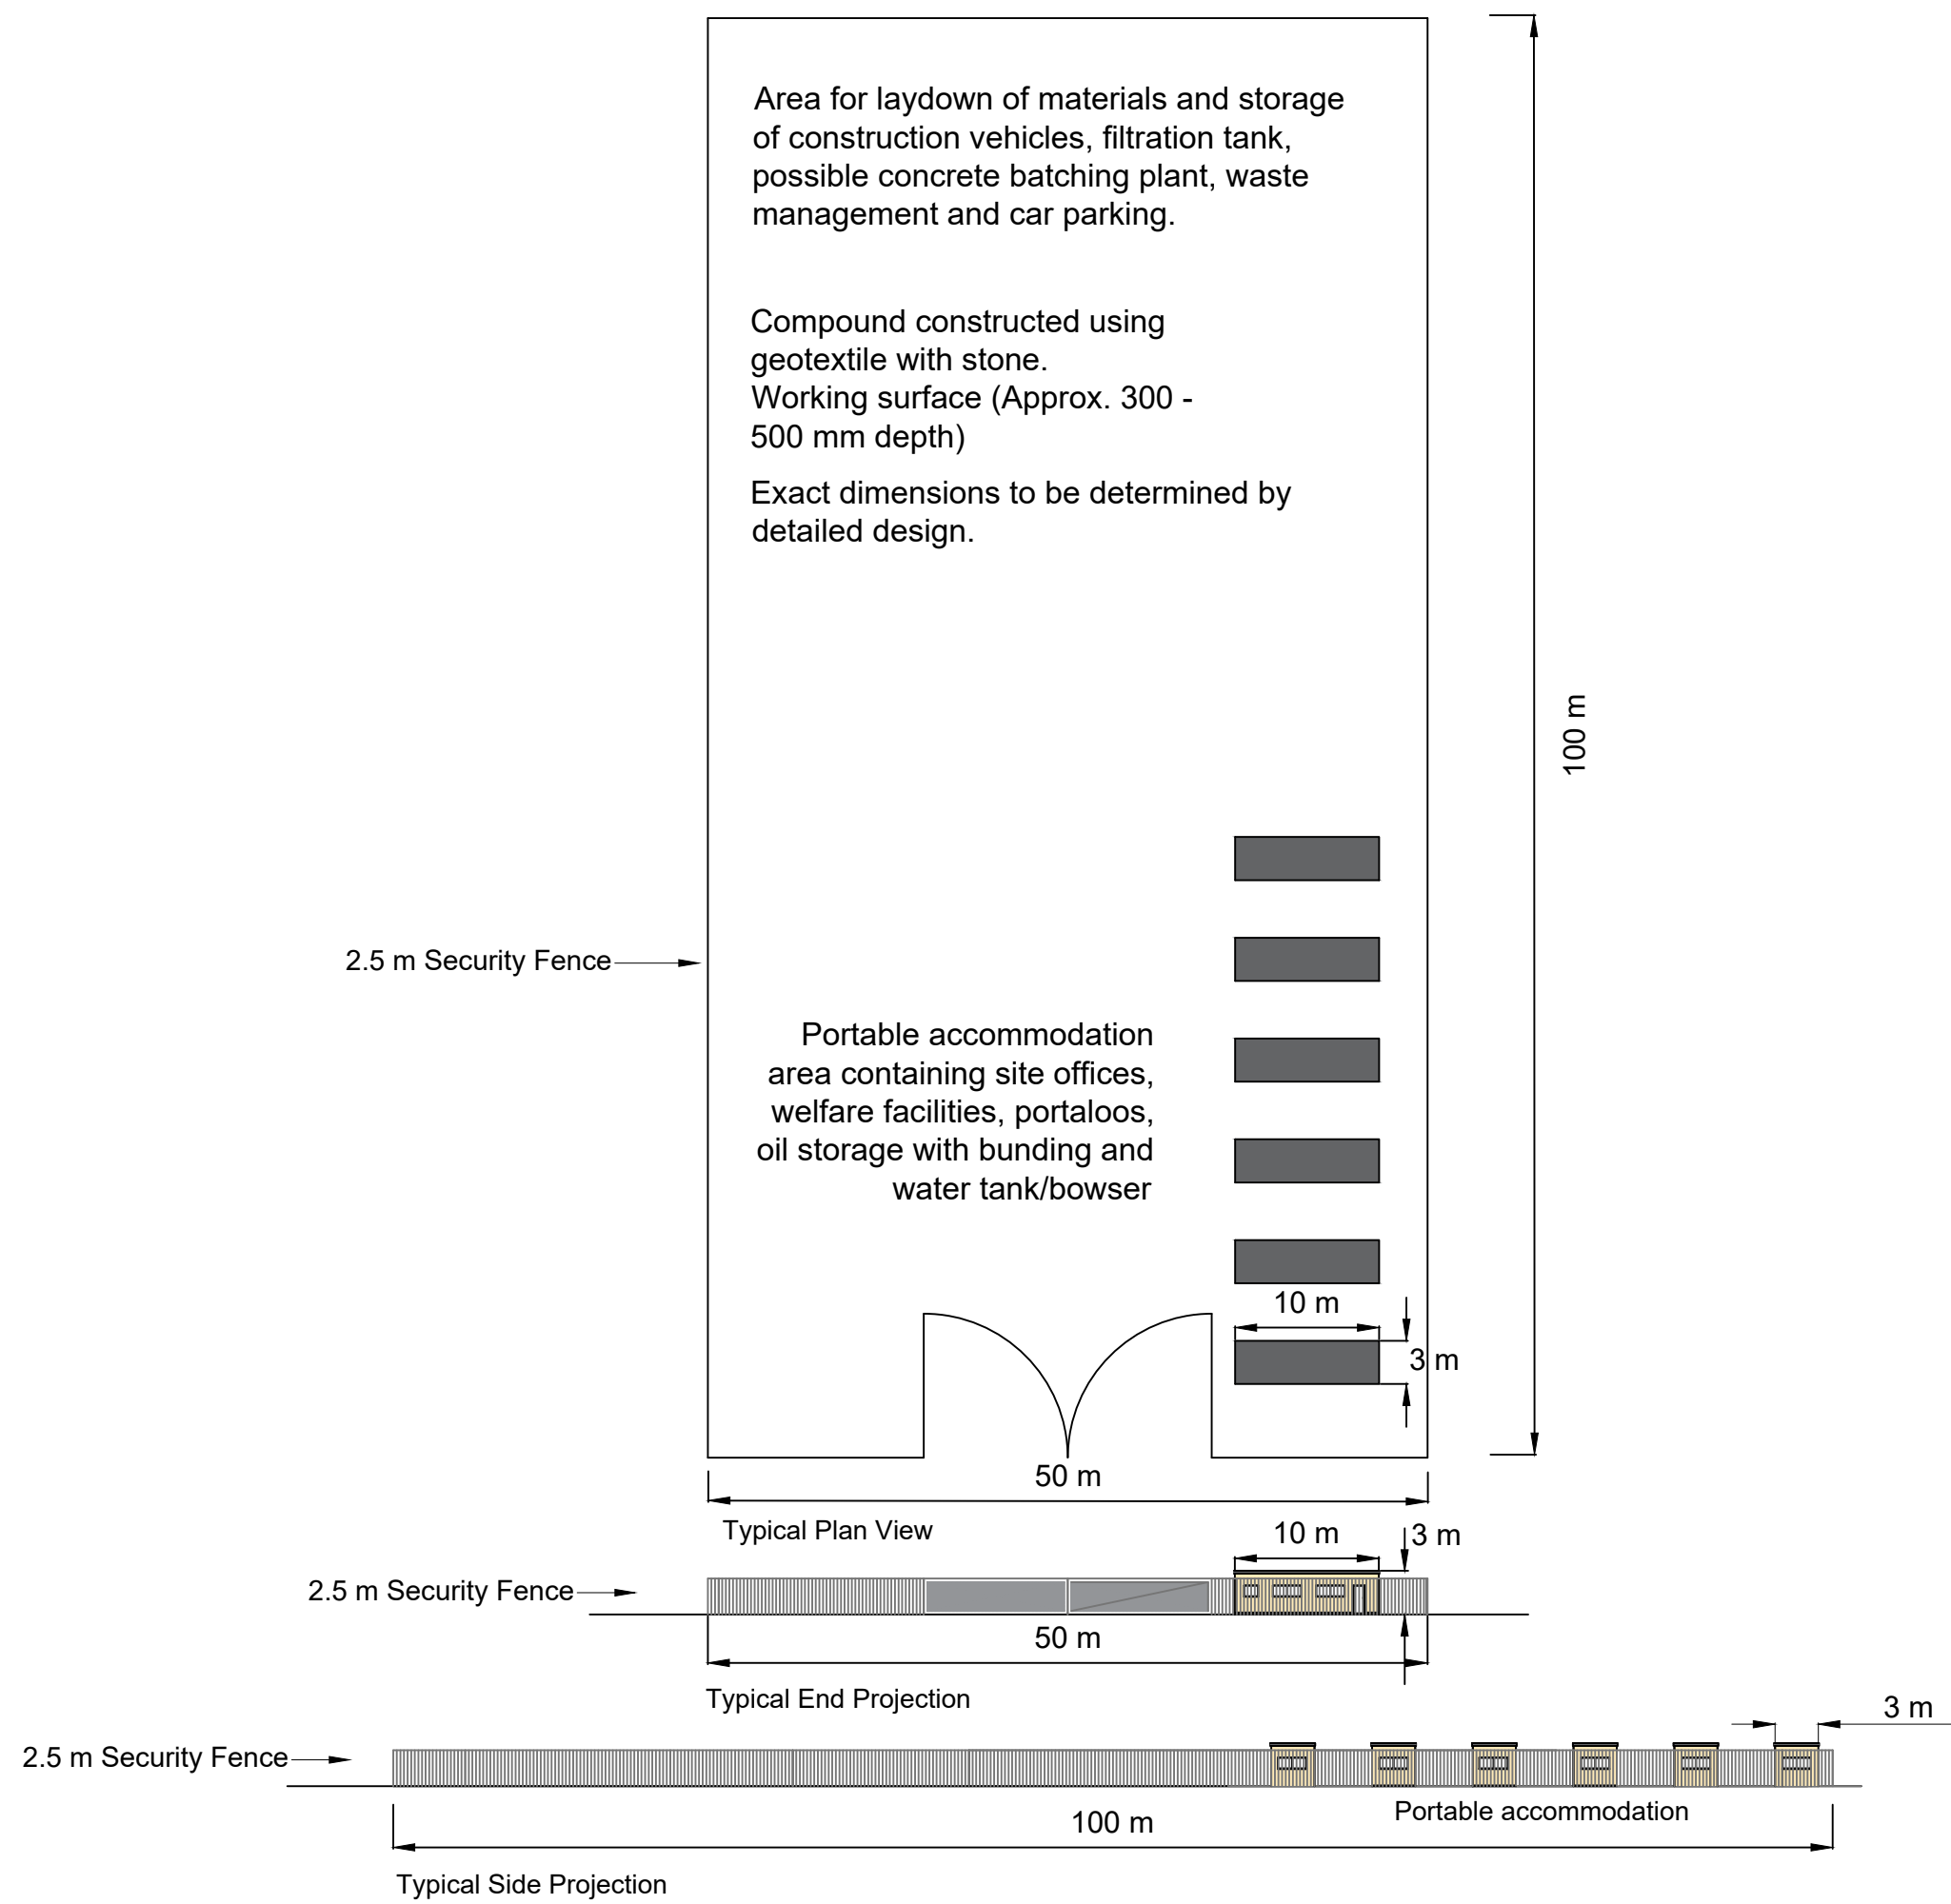 Area for laydown of materials and storage
of construction vehicles, filtration tank,
possible concrete batching plant, waste
management and car parking.
Compound constructed using
geotextile with stone.
Working surface (Approx. 300 -
500 mm depth)
Exact dimensions to be determined by
detailed design.
100 m
2.5 m Security Fence
Portable accommodation
area containing site offices,
welfare facilities, portaloos,
oil storage with bunding and
water tank/bowser
10 m
3 m
50 m
Typical Plan View
10 m
3 m
2.5 m Security Fence
50 m
Typical End Projection
3 m
2.5 m Security Fence
Portable accommodation
100 m
Typical Side Projection